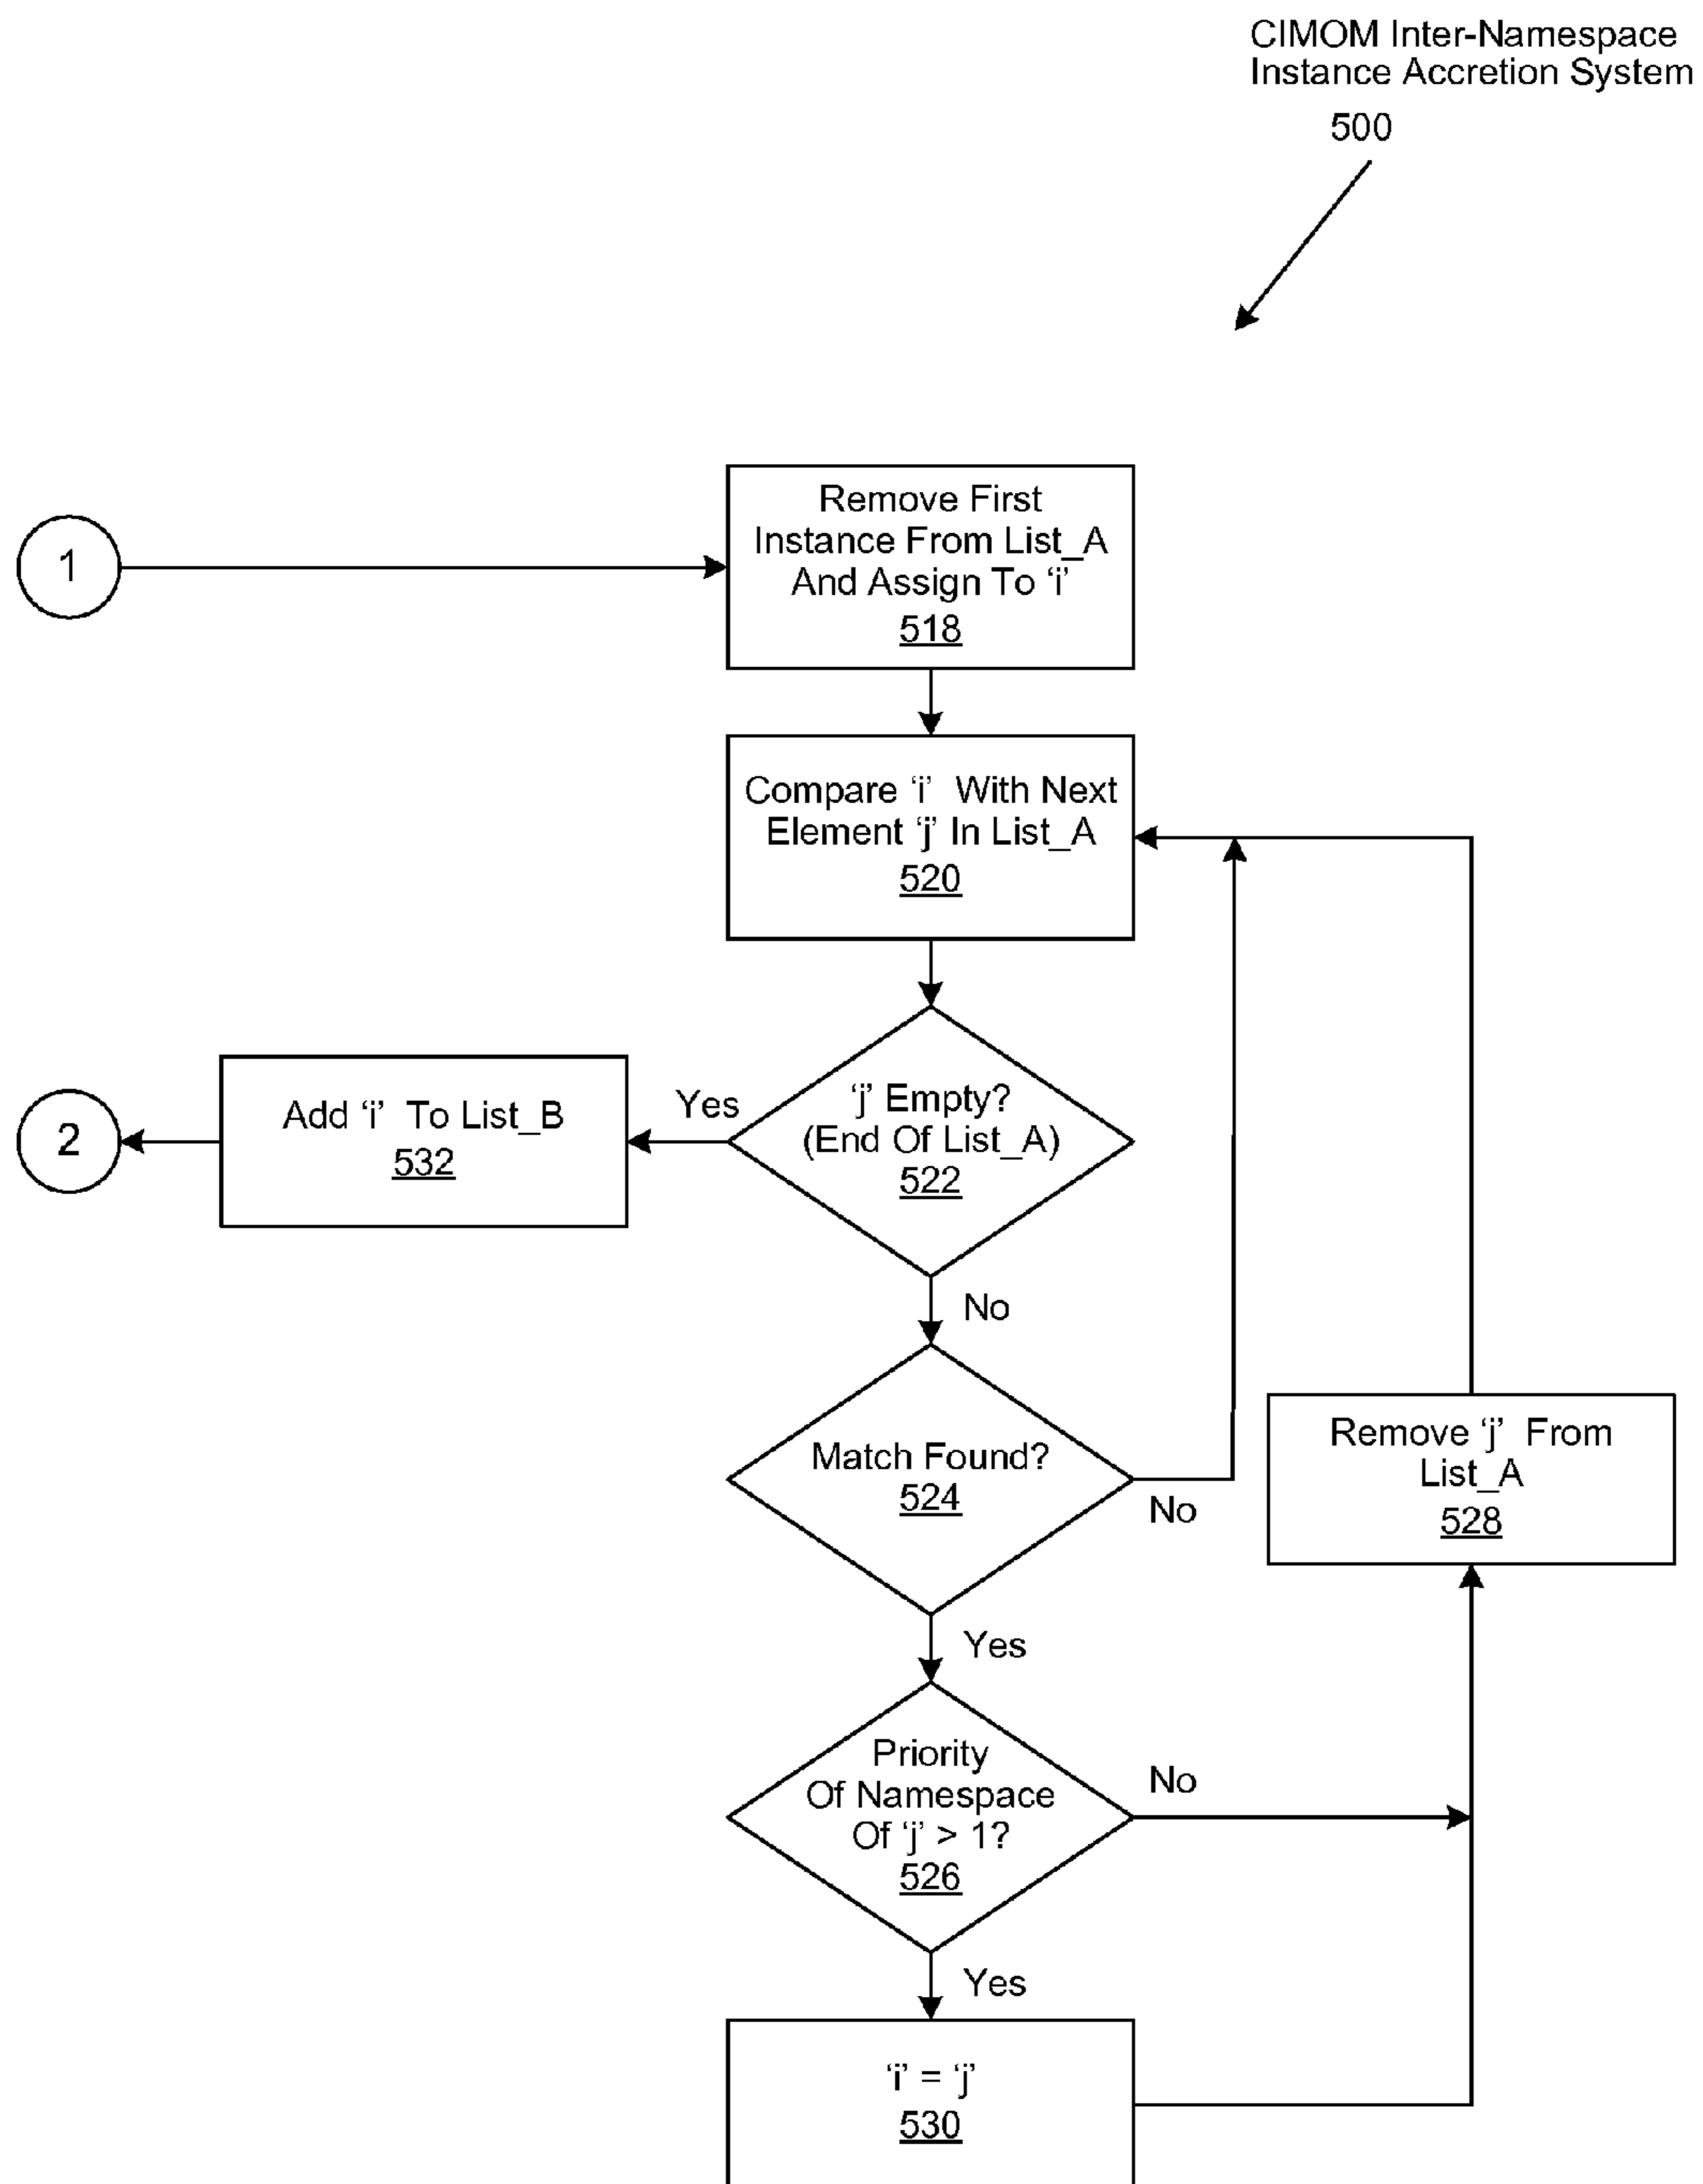 CIMOM Inter-Namespace
Instance Accretion System
500
Remove First
Instance From List_A
And Assign To ‘i’
518
1
Compare ‘i’ With Next
Element ‘j’ In List_A
520
‘j’ Empty?
(End Of List_A)
522
Yes
Add ‘i’ To List_B
532
2
No
Match Found?
524
No
Remove ‘j’ From
List_A
528
Yes
Priority
Of Namespace
Of ‘j’ > 1?
526
No
Yes
‘i’ = ‘j’
530